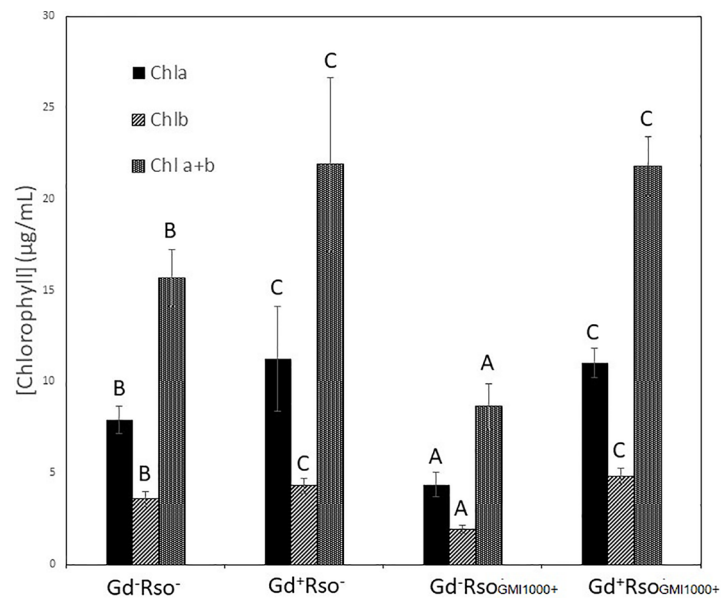 30
25
20
15
10
5
0
[Chlorophyll] (µg/mL)
Chla
Chlb
Chl a+b
B
B
B
C
C
C
A
A
A
C
C
C
Gd⁻Rso⁻
Gd⁺Rso⁻
Gd⁻Rso⁻GMI1000+
Gd⁺Rso⁻GMI1000+